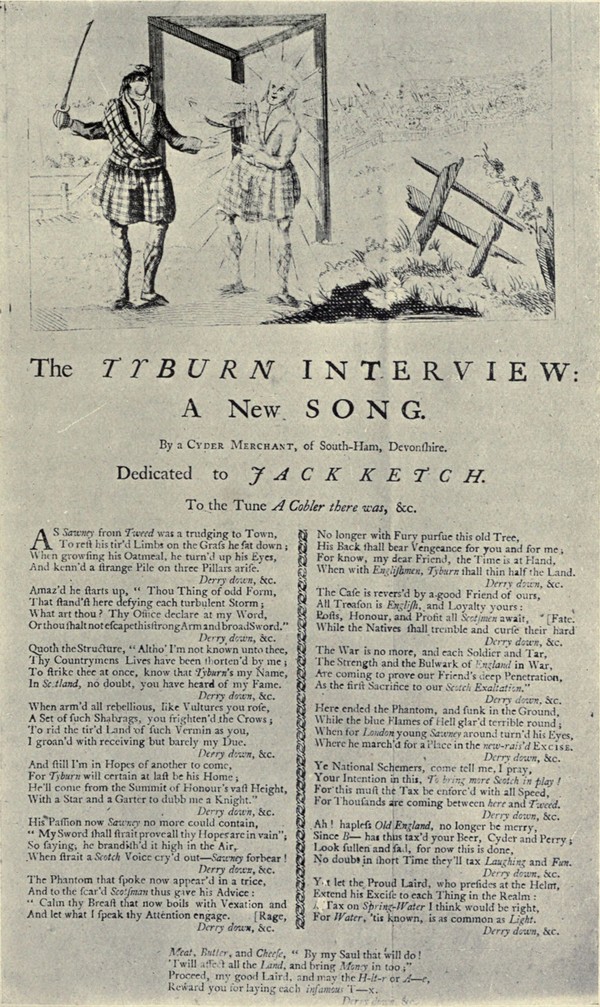 The TYBURN INTERVIEW:
A New SONG.
By a CYDER MERCHANT, of South-Ham, Devonſhire.
Dedicated to JACK KETCH.
To the Tune A Cobler there was, &c.
AS Sawney from Tweed was a trudging to Town,
To reſt his tir'd Limbs on the Graſs he ſat down;
When growſing his Oatmeal, he turn'd up his Eyes,
And kenn'd a ſtrange Pile on three Pillars ariſe.
Derry down, &c.
Amaz'd he ſtarts up, "Thou Thing of odd Form,
That ſtand'ſt here defying each turbulent Storm;
What art thou? Thy Office declare at my Word,
Or thou ſhalt not eſcape this ſtrong Arm and broad Sword."
Derry down, &c.
Quoth the Structure, "Altho' I'm not known unto thee,
Thy Countrymens Lives have been ſhorten'd by me;
To ſtrike thee at once, know that Tyburn's my Name,
In Scotland, no doubt, you have heard of my Fame.
Derry down, &c.
When arm'd all rebellious, like Vultures you roſe,
A Set of ſuch Shabrags, you frighten'd the Crows;
To rid the tir'd Land of ſuch Vermin as you,
I groan'd with receiving but barely my Due.
Derry down, &c.
And ſtill I'm in Hopes of another to come,
For Tyburn will certain at laſt be his Home;
He'll come from the Summit of Honour's vaſt Height,
With a Star and a Garter to dubb me a Knight."
Derry down, &c.
His Paſſion now Sawney no more could contain,
"My Sword ſhall ſtrait prove all thy Hopes are in vain";
So ſaying, he brandiſh'd it high in the Air,
When ſtrait a Scotch Voice cry'd out—Sawney forbear!
Derry down, &c.
The Phantom that ſpoke now appear'd in a trice,
And to the ſcar'd Scotſman thus give his Advice:
"Calm thy Breaſt that now boils with Vexation and
And let what I ſpeak thy Attention engage. [Rage,
Derry down, &c.
No longer with Fury purſue this old Tree,
His Back ſhall bear Vengeance for you and for me;
For know, my dear Friend, the Time is at Hand,
When with Engliſhmen, Tyburn ſhall thin half the Land.
Derry down, &c.
The Caſe is revers'd by a good Friend of ours,
All Treaſon is Engliſh, and Loyalty yours:
Poſts, Honour, and Profit all Scotſmen await, [Fate.
While the Natives ſhall tremble and curſe their hard
Derry down, &c.
The War is no more, and each Soldier and Tar,
The Strength and the Bulwark of England in War,
Are coming to prove our Friend's deep Penetration,
As the firſt Sacrifice to our Scotch Exaltation."
Derry down, &c.
Here ended the Phantom, and ſunk in the Ground,
While the blue Flames of Hell glar'd terrible round;
When for London young Sawney around turn'd his Eyes,
Where he march'd for a Place in the new-rais'd EXCISE.
Derry down, &c.
Ye National Schemers, come tell me, I pray,
Your Intention in this, To bring more Scotch in play!
For this muſt the Tax be enforc'd with all Speed,
For Thouſands are coming between here and Tweed.
Derry down, &c.
Ah! hapleſs Old England, no longer be merry,
Since B— has thus tax'd your Beer, Cyder and Perry;
Look ſullen and ſad, for now this is done,
No doubt in ſhort Time they'll tax Laughing and Fun.
Derry down, &c.
Yet let the Proud Laird, who preſides at the Helm,
Extend his Exciſe to each Thing in the Realm:
A Tax on Spring-Water I think would be right,
For Water, 'tis known, is as common as Light.
Derry down, &c.
Meat, Butter, and Cheeſe, "By my Saul that will do!
'Twill affect all the Land, and bring Money in too;"
Proceed, my good Laird, and may the H-lt-r or A—e,
Reward you for laying each infamous T—x.
Derry down, &c.